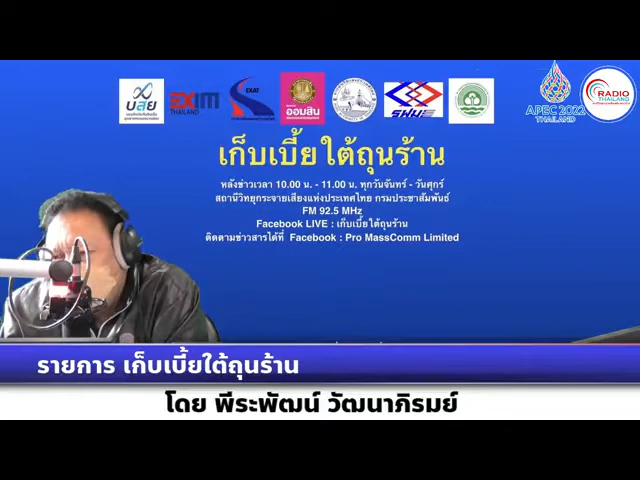 บสย
EXIM
THAILAND
EXAT
ออมสิน
รฟม
APEC 2022
THAILAND
RADIO
THAILAND
เก็บเบี้ย ใต้ถุนร้าน
หลังข่าวเวลา 10.00 น. - 11.00 น. ทุกวันจันทร์ - วันศุกร์
สถานีวิทยุกระจายเสียงแห่งประเทศไทย กรมประชาสัมพันธ์
FM 92.5 MHz
Facebook LIVE : เก็บเบี้ย ใต้ถุนร้าน
ติดตามข่าวสารได้ที่ Facebook : Pro MassComm Limited
รายการ เก็บเบี้ยใต้ถุนร้าน
โดย พีระพัฒน์ วัฒนาภิรมย์